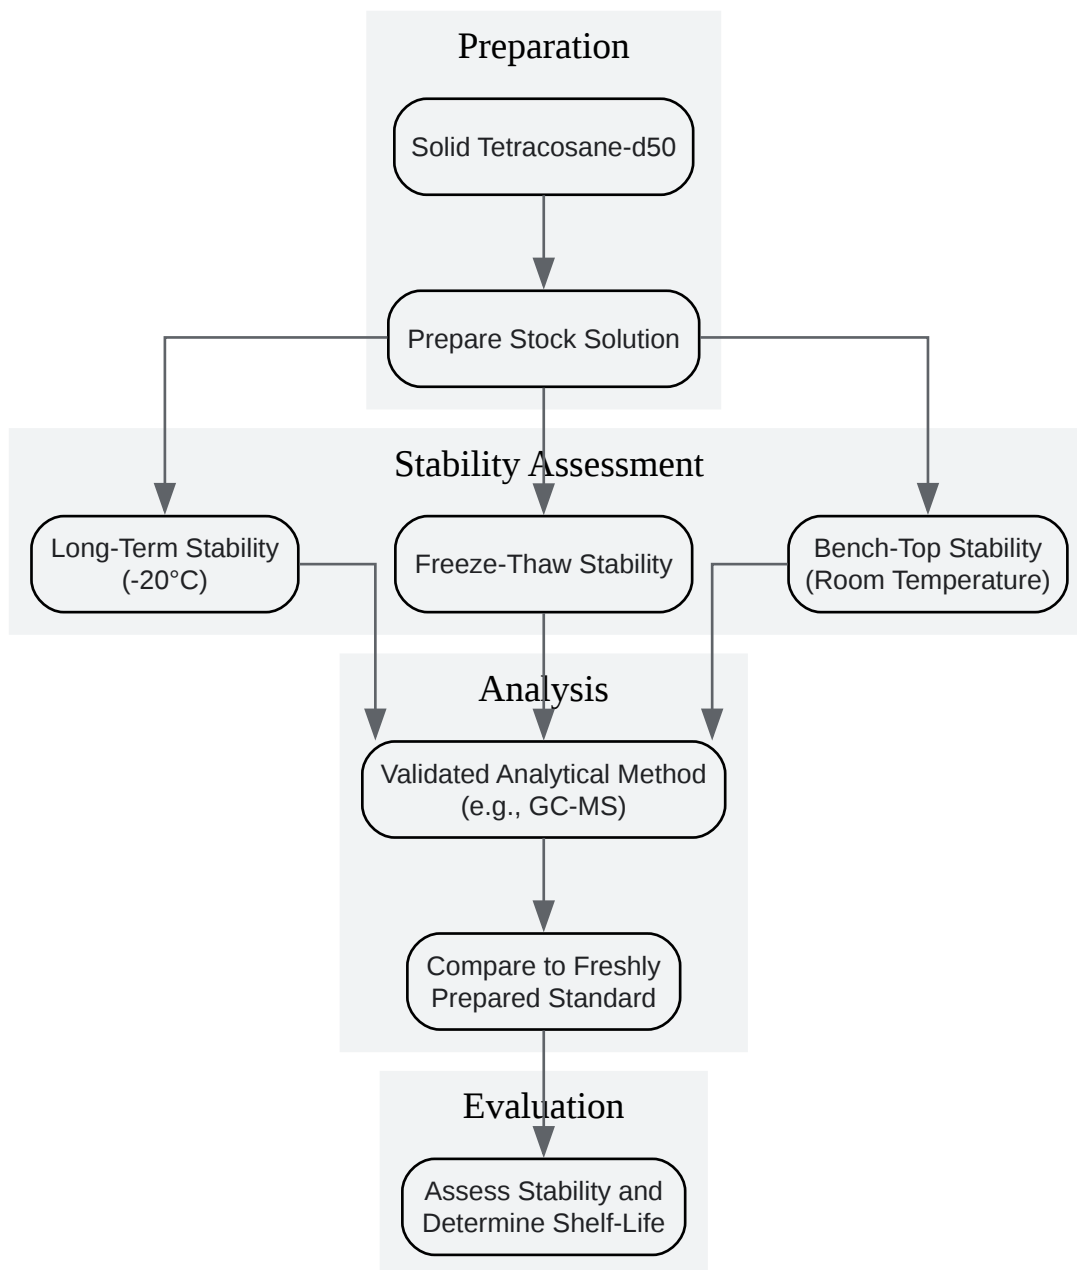 Preparation
Solid Tetracosane-d50
Prepare Stock Solution
Stability Assessment
Long-Term Stability
(-20°C)
Freeze-Thaw Stability
Bench-Top Stability
(Room Temperature)
Analysis
Validated Analytical Method
(e.g., GC-MS)
Compare to Freshly
Prepared Standard
Evaluation
Assess Stability and
Determine Shelf-Life